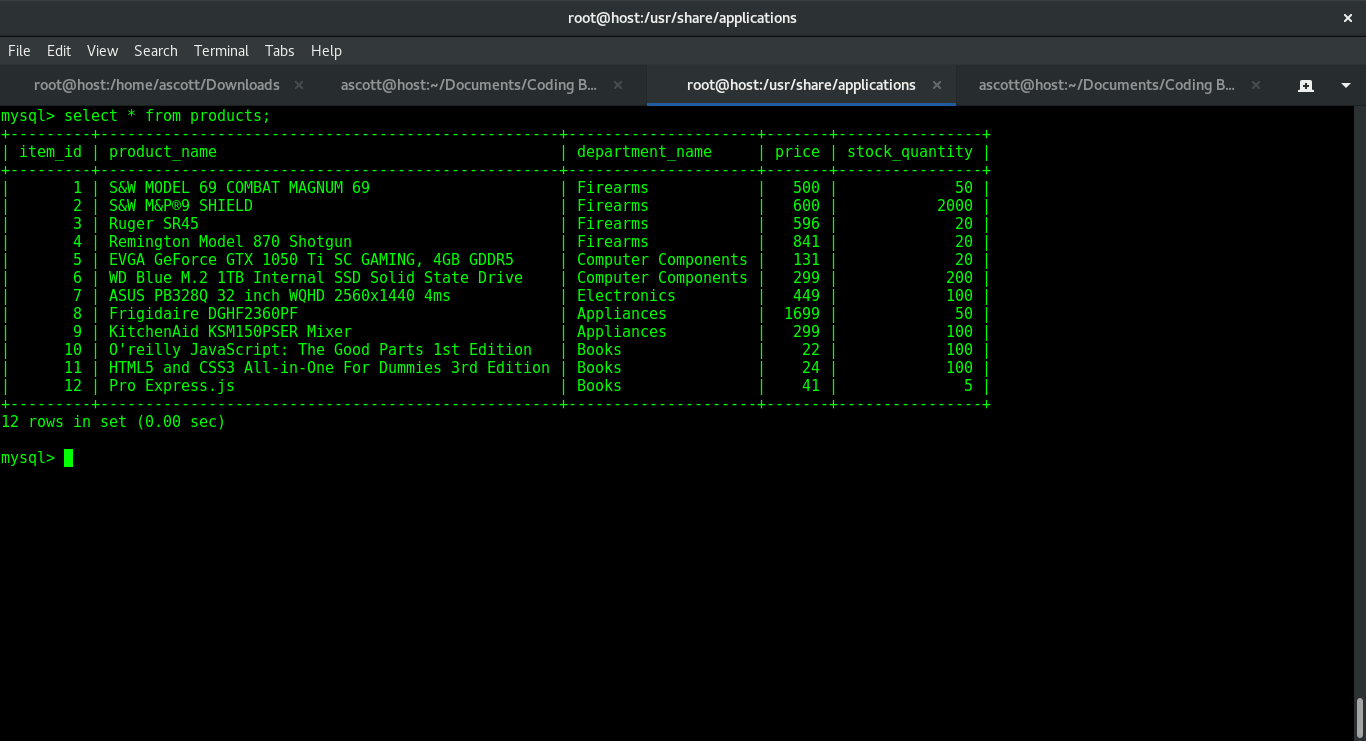 root@host:/usr/share/applications
File Edit View Search Terminal Tabs Help
root@host:/home/ascott/Downloads ascott@host:~/Documents/Coding B... root@host:/usr/share/applications ascott@host:~/Documents/Coding B...
mysql> select * from products;
+---------+---------------------------------------------------+---------------------+-------+----------------+
| item_id | product_name                                      | department_name     | price | stock_quantity |
+---------+---------------------------------------------------+---------------------+-------+----------------+
|       1 | S&W MODEL 69 COMBAT MAGNUM 69                     | Firearms            |   500 |             50 |
|       2 | S&W M&P®9 SHIELD                                  | Firearms            |   600 |           2000 |
|       3 | Ruger SR45                                        | Firearms            |   596 |             20 |
|       4 | Remington Model 870 Shotgun                       | Firearms            |   841 |             20 |
|       5 | EVGA GeForce GTX 1050 Ti SC GAMING, 4GB GDDR5     | Computer Components |   131 |             20 |
|       6 | WD Blue M.2 1TB Internal SSD Solid State Drive    | Computer Components |   299 |            200 |
|       7 | ASUS PB328Q 32 inch WQHD 2560x1440 4ms            | Electronics         |   449 |            100 |
|       8 | Frigidaire DGHF2360PF                             | Appliances          |  1699 |             50 |
|       9 | KitchenAid KSM150PSER Mixer                       | Appliances          |   299 |            100 |
|      10 | O'reilly JavaScript: The Good Parts 1st Edition   | Books               |    22 |            100 |
|      11 | HTML5 and CSS3 All-in-One For Dummies 3rd Edition | Books               |    24 |            100 |
|      12 | Pro Express.js                                    | Books               |    41 |              5 |
+---------+---------------------------------------------------+---------------------+-------+----------------+
12 rows in set (0.00 sec)
mysql>